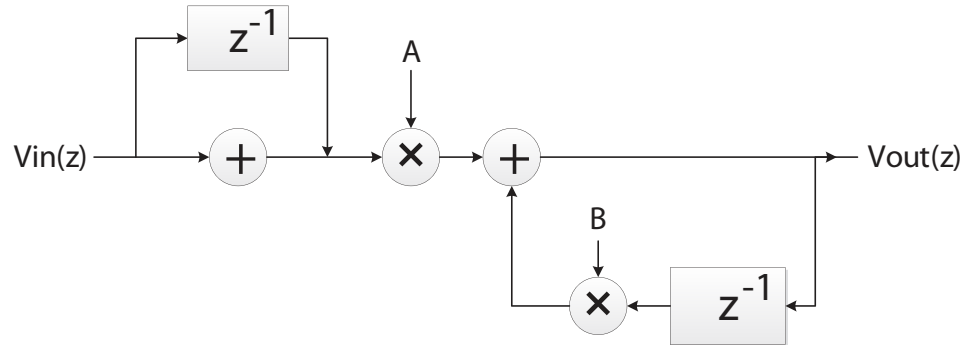 z⁻¹
A
Vin(z)
+
×
+
Vout(z)
B
×
z⁻¹